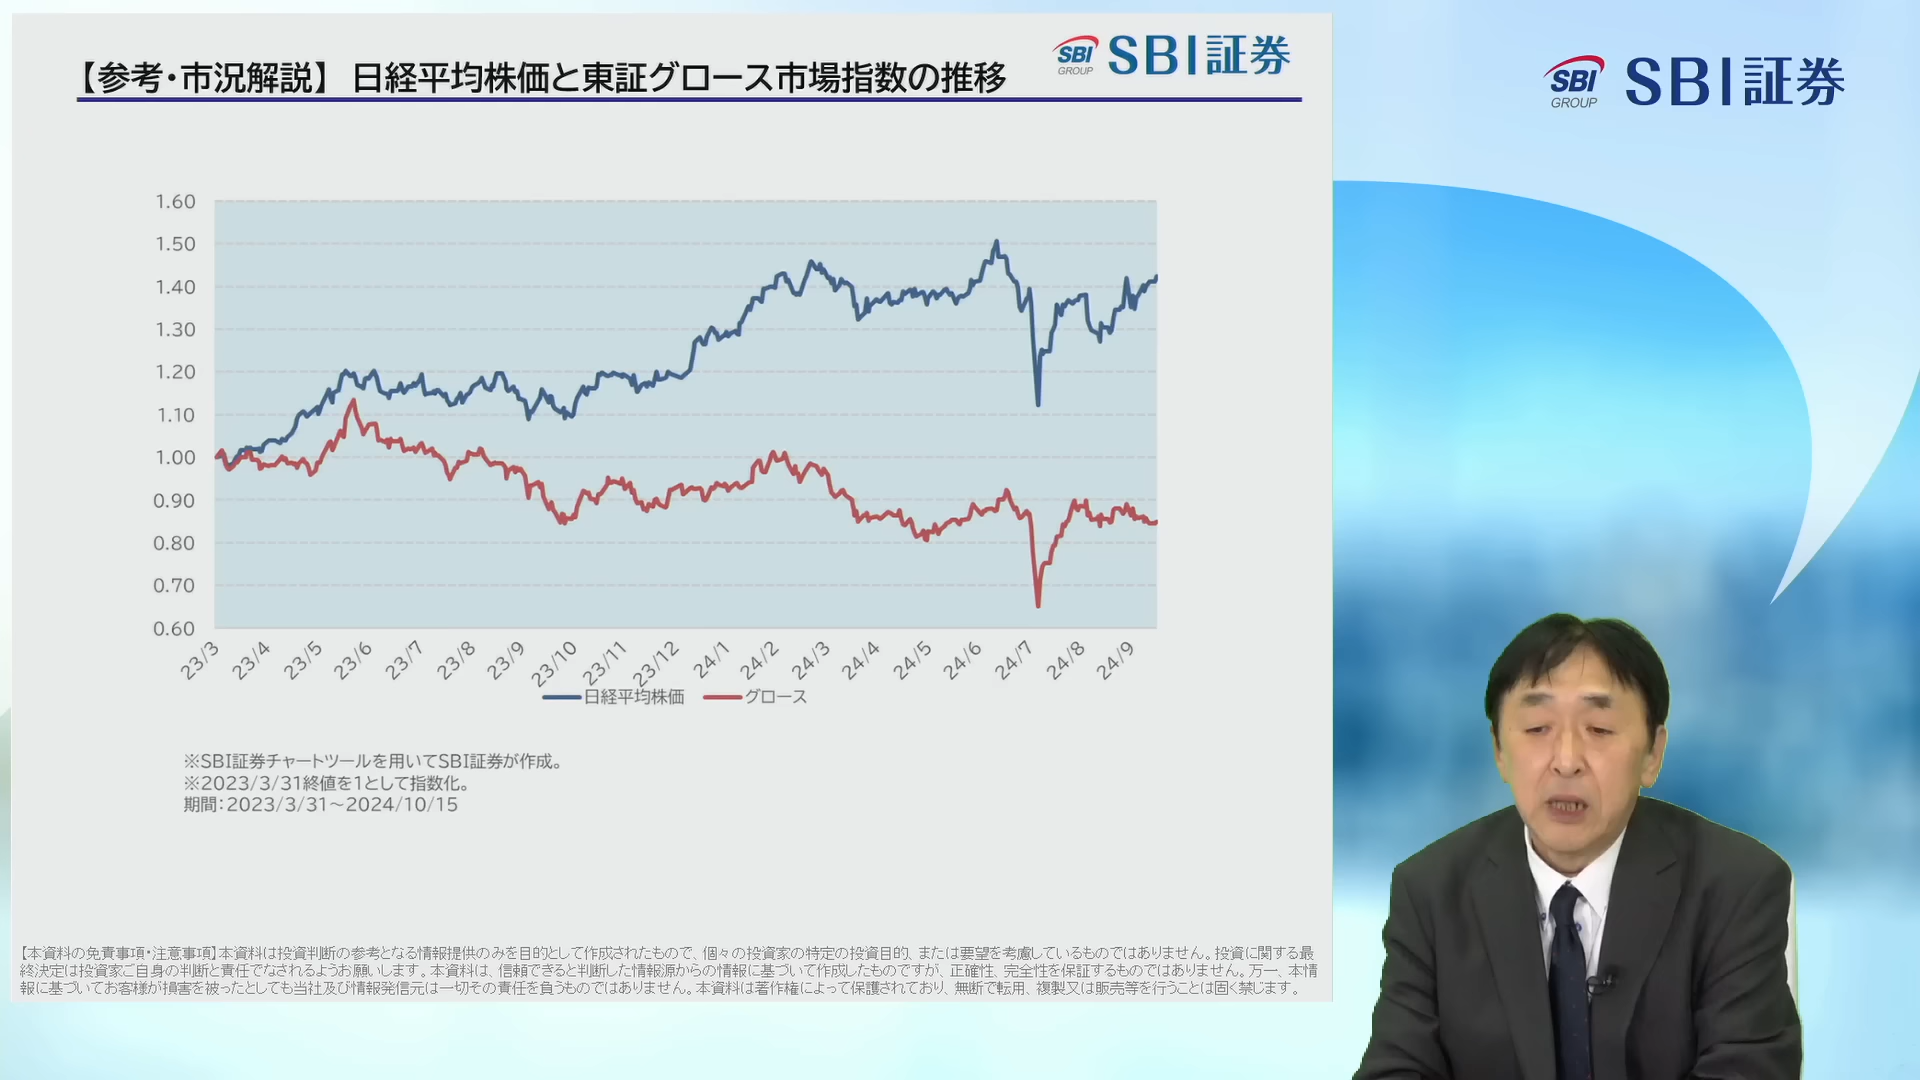 【参考・市況解説】 日経平均株価と東証グロース市場指数の推移
SBI GROUP SBI証券
SBI GROUP SBI証券
1.60
1.50
1.40
1.30
1.20
1.10
1.00
0.90
0.80
0.70
0.60
23/3 23/4 23/5 23/6 23/7 23/8 23/9 23/10 23/11 23/12 24/1 24/2 24/3 24/4 24/5 24/6 24/7 24/8 24/9
日経平均株価 グロース
※SBI証券チャートツールを用いてSBI証券が作成。
※2023/3/31終値を1として指数化。
期間：2023/3/31～2024/10/15
【本資料の免責事項・注意事項】本資料は投資判断の参考となる情報提供のみを目的として作成されたもので、個々の投資家の特定の投資目的、または要望を考慮しているものではありません。投資に関する最
終決定は投資家ご自身の判断と責任でなされるようお願いします。本資料は、信頼できると判断した情報源からの情報に基づいて作成したものですが、正確性、完全性を保証するものではありません。万一、本情
報に基づいてお客様が損害を被ったとしても当社及び情報発信元は一切その責任を負うものではありません。本資料は著作権によって保護されており、無断で転用、複製又は販売等を行うことは固く禁じます。